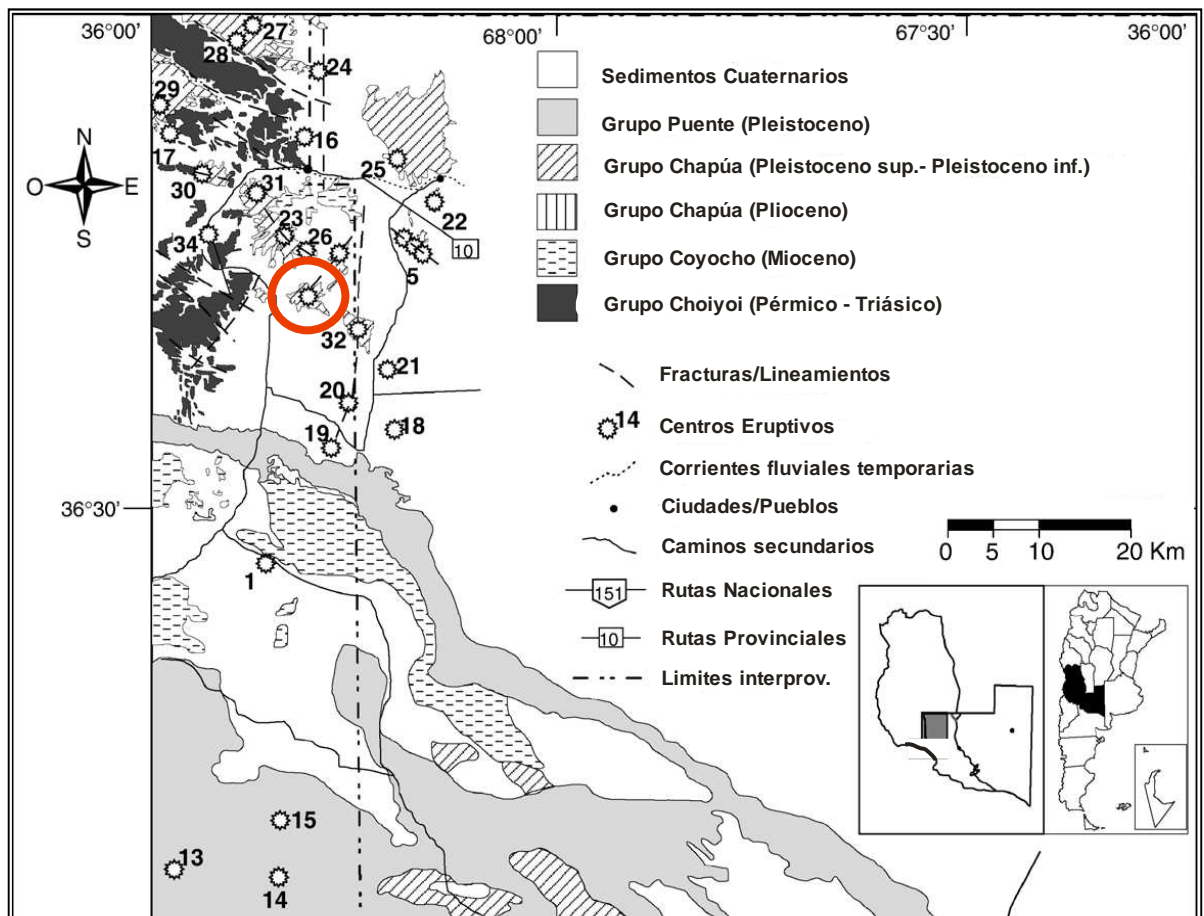 36°00'
68°00'
67°30'
36°00'
27
28
24
29
16
17
25
30
31
22
23
34
26
10
5
32
21
20
18
19
36°30'
1
15
13
14
N
O
E
S
Sedimentos Cuaternarios
Grupo Puente (Pleistoceno)
Grupo Chapúa (Pleistoceno sup.- Pleistoceno inf.)
Grupo Chapúa (Plioceno)
Grupo Coyocho (Mioceno)
Grupo Choiyoi (Pérmico - Triásico)
Fracturas/Lineamientos
14 Centros Eruptivos
Corrientes fluviales temporarias
Ciudades/Pueblos
Caminos secundarios
151 Rutas Nacionales
10 Rutas Provinciales
Limites interprov.
0 5 10 20 Km